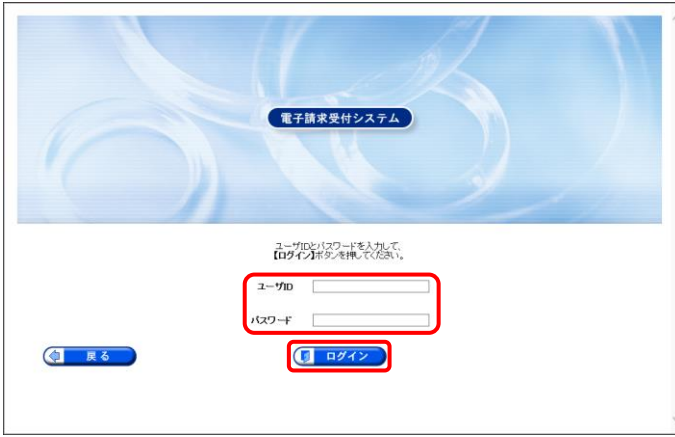 電子請求受付システム
ユーザIDとパスワードを入力して、
【ログイン】ボタンを押してください。
ユーザID
パスワード
戻る
ログイン